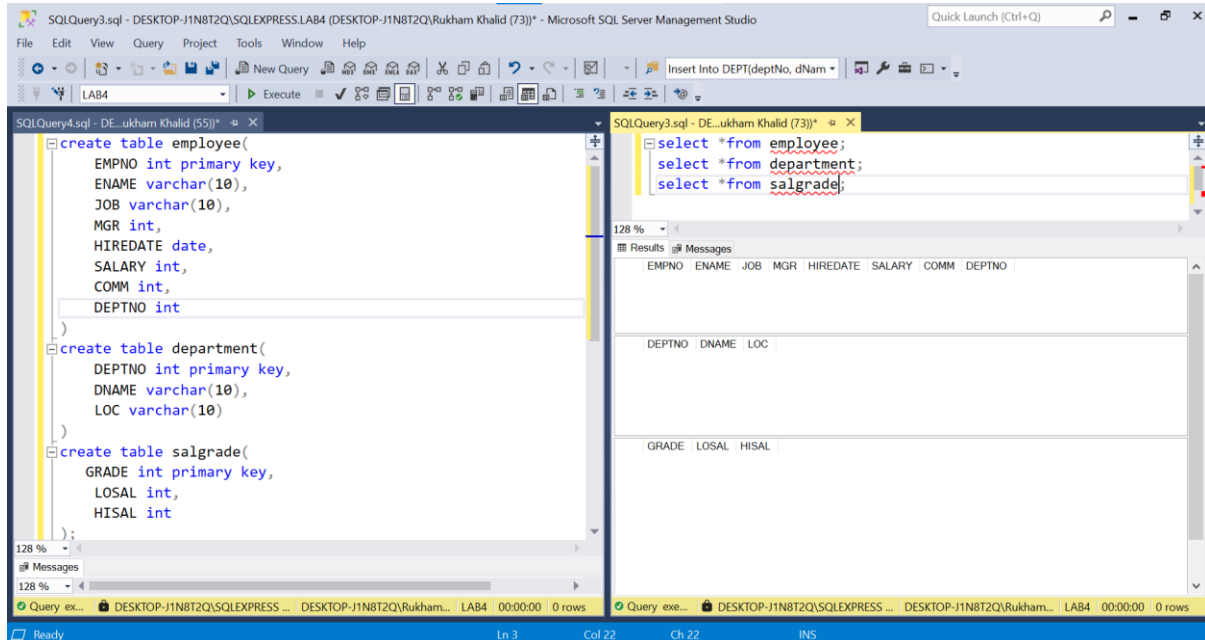 SQLQuery3.sql - DESKTOP-J1N8T2Q\SQLEXPRESS.LAB4 (DESKTOP-J1N8T2Q\Rukham Khalid (73))* - Microsoft SQL Server Management Studio
Quick Launch (Ctrl+Q)
File Edit View Query Project Tools Window Help
New Query MDX DMX XMLA DAX Insert Into DEPT(deptNo, dNam
LAB4 Execute
SQLQuery4.sql - DE...ukham Khalid (55))*
create table employee(
EMPNO int primary key,
ENAME varchar(10),
JOB varchar(10),
MGR int,
HIREDATE date,
SALARY int,
COMM int,
DEPTNO int
)
create table department(
DEPTNO int primary key,
DNAME varchar(10),
LOC varchar(10)
)
create table salgrade(
GRADE int primary key,
LOSAL int,
HISAL int
);
128 %
Messages
128 %
Query ex... DESKTOP-J1N8T2Q\SQLEXPRESS ... DESKTOP-J1N8T2Q\Rukham... LAB4 00:00:00 0 rows
SQLQuery3.sql - DE...ukham Khalid (73))*
select *from employee;
select *from department;
select *from salgrade;
128 %
Results Messages
EMPNO ENAME JOB MGR HIREDATE SALARY COMM DEPTNO
DEPTNO DNAME LOC
GRADE LOSAL HISAL
Query exe... DESKTOP-J1N8T2Q\SQLEXPRESS ... DESKTOP-J1N8T2Q\Rukham... LAB4 00:00:00 0 rows
Ready Ln 3 Col 22 Ch 22 INS